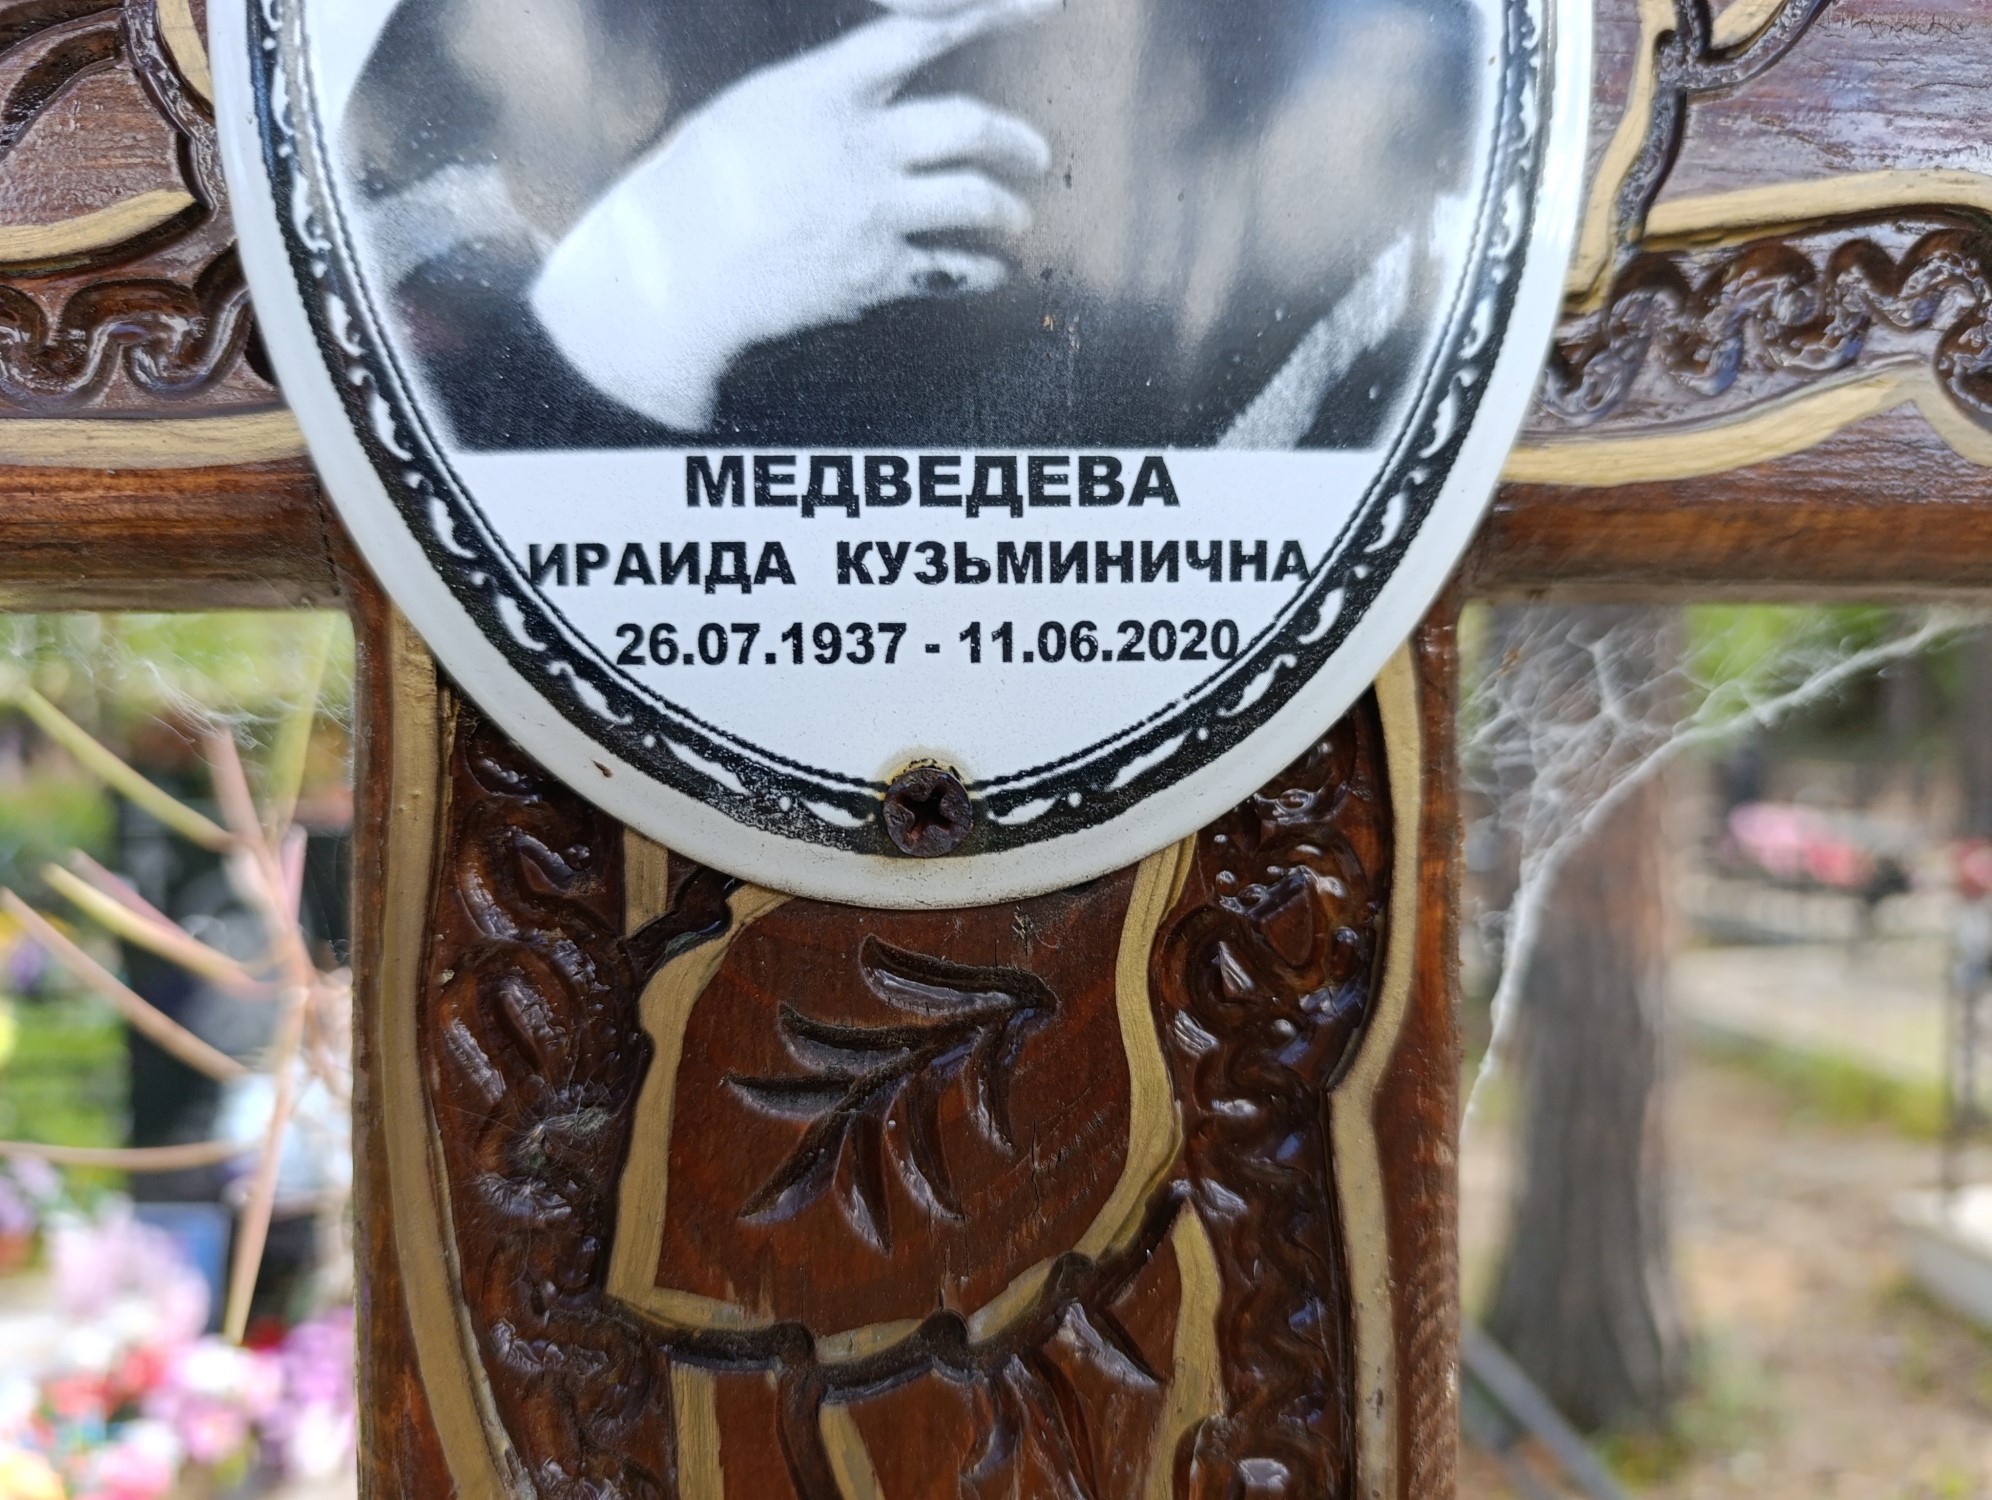 МЕДВЕДЕВА
ИРАИДА КУЗЬМИНИЧНА
26.07.1937 - 11.06.2020